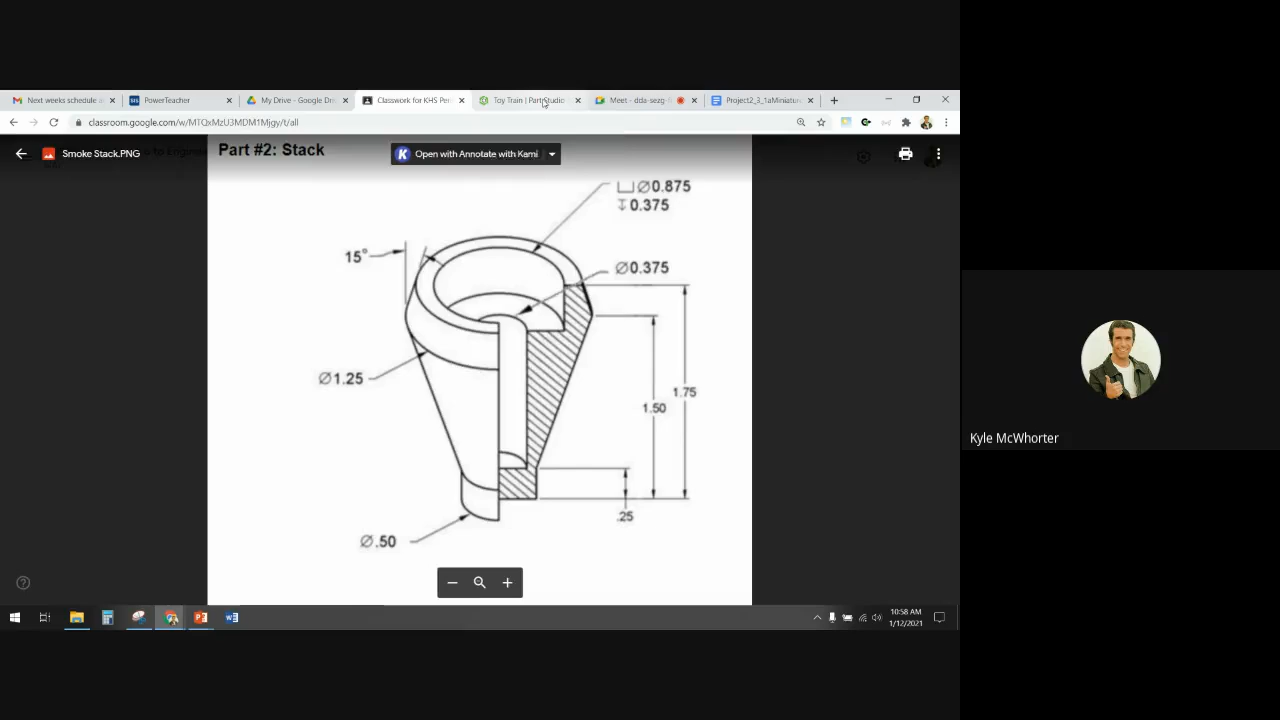 Next weeks schedule a
PowerTeacher
My Drive - Google Dri
Classwork for KHS Per
Toy Train | Part Studio
Meet - dda-sezg-
Project2_3_1aMiniatur
classroom.google.com/w/MTQxMzU3MDM1Mjgy/t/all
Smoke Stack.PNG
Part #2: Stack
Open with Annotate with Kami
⌴Ø0.875
↧0.375
15°
Ø0.375
Ø1.25
1.75
1.50
.25
Ø.50
Kyle McWhorter
10:58 AM
1/12/2021